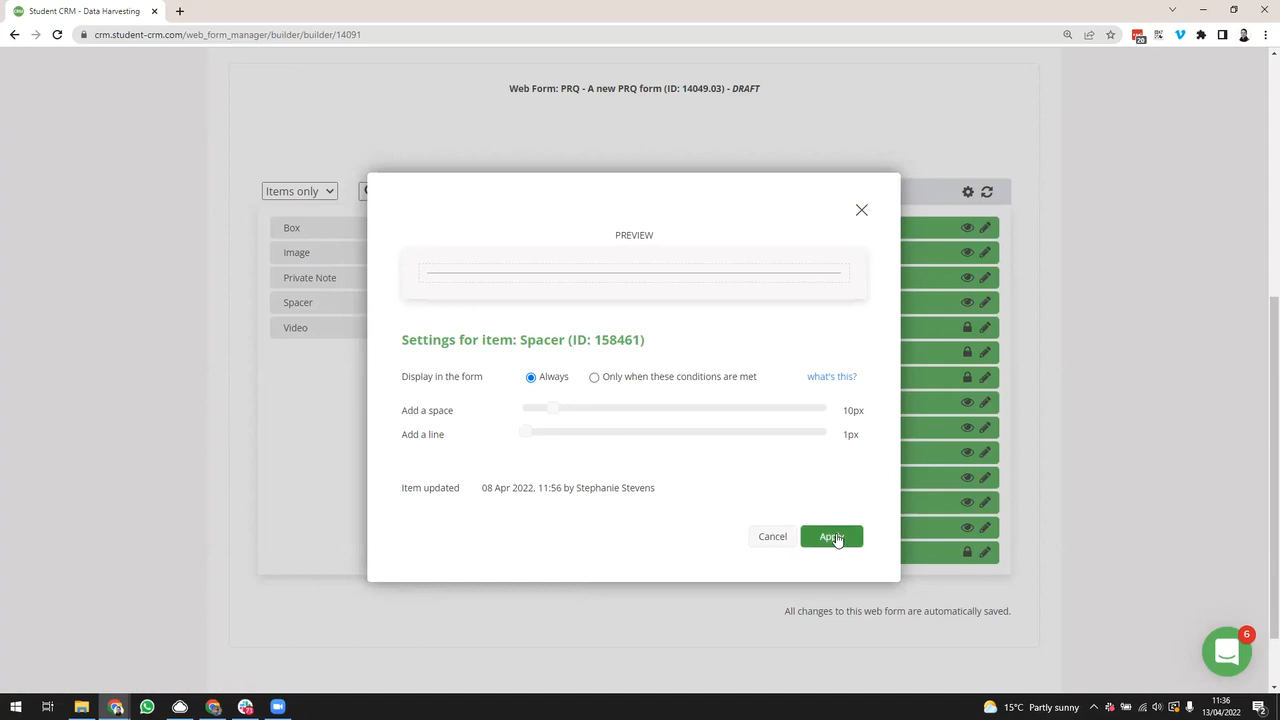 Student CRM - Data Harvesting
crm.student-crm.com/web_form_manager/builder/builder/14091
20
Web Form: PRQ - A new PRQ form (ID: 14049.03) - DRAFT
Items only
Box
Image
Private Note
Spacer
Video
PREVIEW
Settings for item: Spacer (ID: 158461)
Display in the form
Always
Only when these conditions are met
what's this?
Add a space
10px
Add a line
1px
Item updated
08 Apr 2022, 11:56 by Stephanie Stevens
Cancel
Apply
All changes to this web form are automatically saved.
6
15°C Partly sunny
11:36
13/04/2022
2